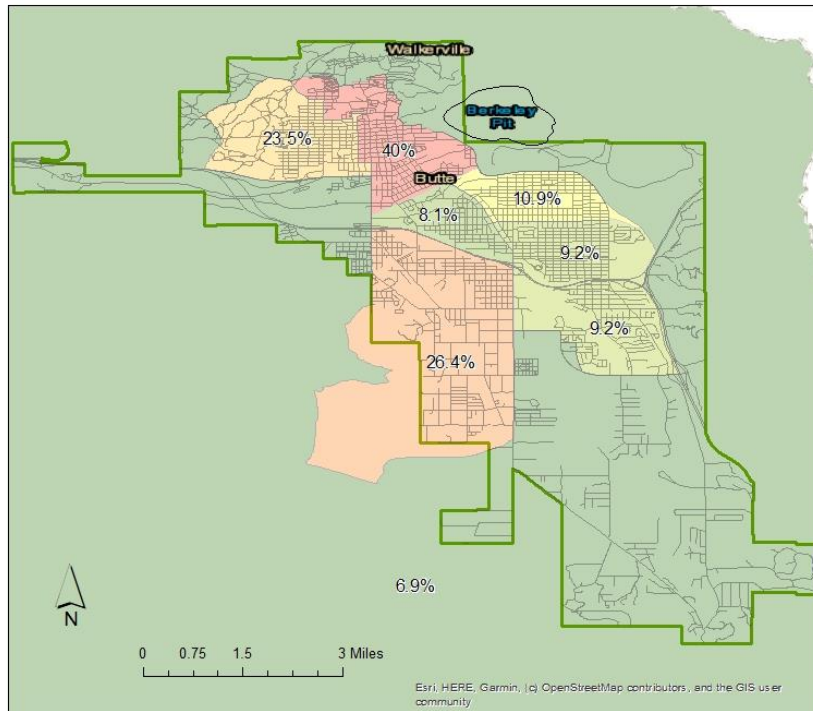 Walkerville
Berkeley
Pit
23.5%
40%
Butte
10.9%
8.1%
9.2%
9.2%
26.4%
6.9%
N
0 0.75 1.5 3 Miles
Esri, HERE, Garmin, (c) OpenStreetMap contributors, and the GIS user
community